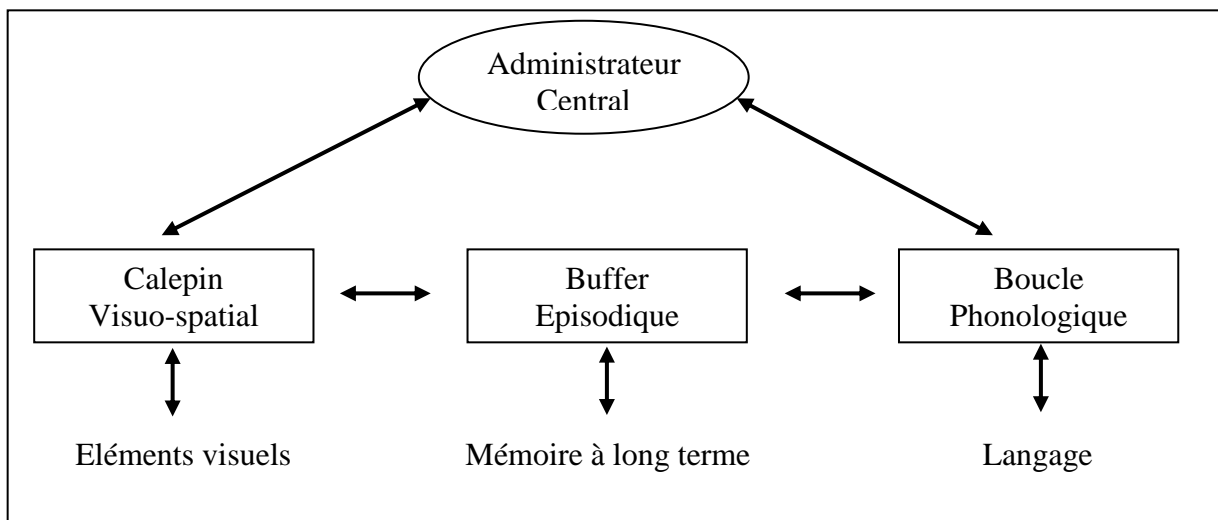 Administrateur
Central
Calepin
Visuo-spatial
Buffer
Episodique
Boucle
Phonologique
Eléments visuels
Mémoire à long terme
Langage